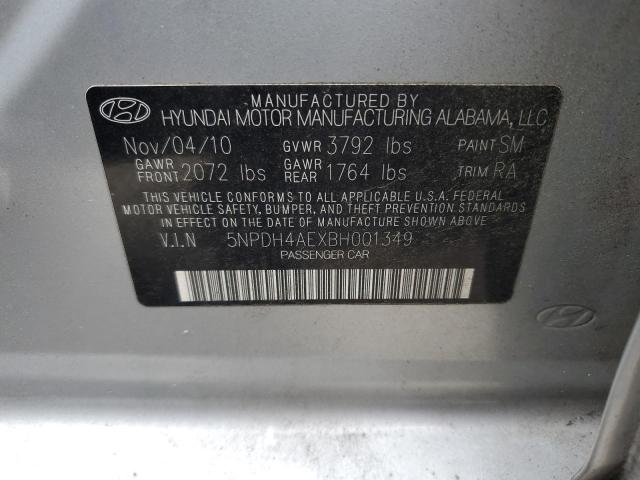 MANUFACTURED BY
HYUNDAI MOTOR MANUFACTURING ALABAMA, LLC
Nov/04/10 GVWR 3792 lbs PAINT SM
GAWR FRONT 2072 lbs GAWR REAR 1764 lbs TRIM RA
THIS VEHICLE CONFORMS TO ALL APPLICABLE U.S.A. FEDERAL
MOTOR VEHICLE SAFETY, BUMPER, AND THEFT PREVENTION STANDARDS
IN EFFECT ON THE DATE OF MANUFACTURE SHOWN ABOVE
V.I.N 5NPDH4AEXBH001349
PASSENGER CAR